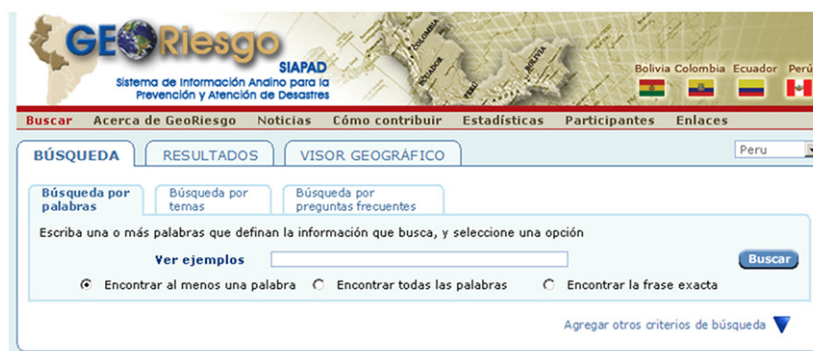 GEORiesgo
SIAPAD
Sistema de Información Andino para la
Prevención y Atención de Desastres
COLOMBIA
ECUADOR
PERÚ
BOLIVIA
Bolivia Colombia Ecuador Perú
Buscar Acerca de GeoRiesgo Noticias Cómo contribuir Estadísticas Participantes Enlaces
BÚSQUEDA RESULTADOS VISOR GEOGRÁFICO Peru
Búsqueda por palabras Búsqueda por temas Búsqueda por preguntas frecuentes
Escriba una o más palabras que definan la información que busca, y seleccione una opción
Ver ejemplos Buscar
Encontrar al menos una palabra Encontrar todas las palabras Encontrar la frase exacta
Agregar otros criterios de búsqueda